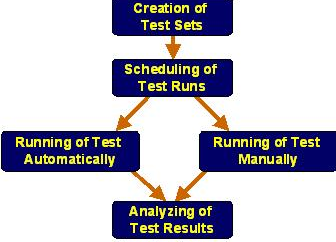 Creation of
Test Sets
Scheduling of
Test Runs
Running of Test
Automatically
Running of Test
Manually
Analyzing of
Test Results